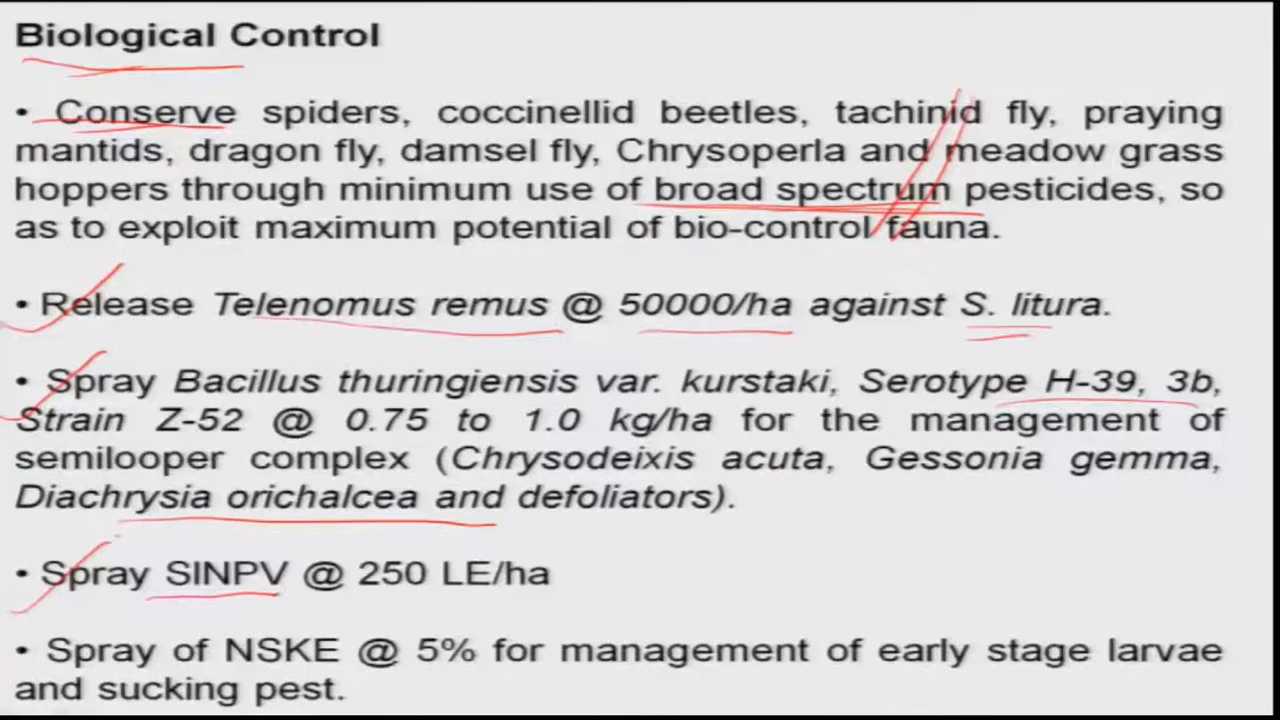 Biological Control
• Conserve spiders, coccinellid beetles, tachinid fly, praying
mantids, dragon fly, damsel fly, Chrysoperla and meadow grass
hoppers through minimum use of broad spectrum pesticides, so
as to exploit maximum potential of bio-control fauna.
• Release Telenomus remus @ 50000/ha against S. litura.
• Spray Bacillus thuringiensis var. kurstaki, Serotype H-39, 3b,
Strain Z-52 @ 0.75 to 1.0 kg/ha for the management of
semilooper complex (Chrysodeixis acuta, Gessonia gemma,
Diachrysia orichalcea and defoliators).
• Spray SINPV @ 250 LE/ha
• Spray of NSKE @ 5% for management of early stage larvae
and sucking pest.